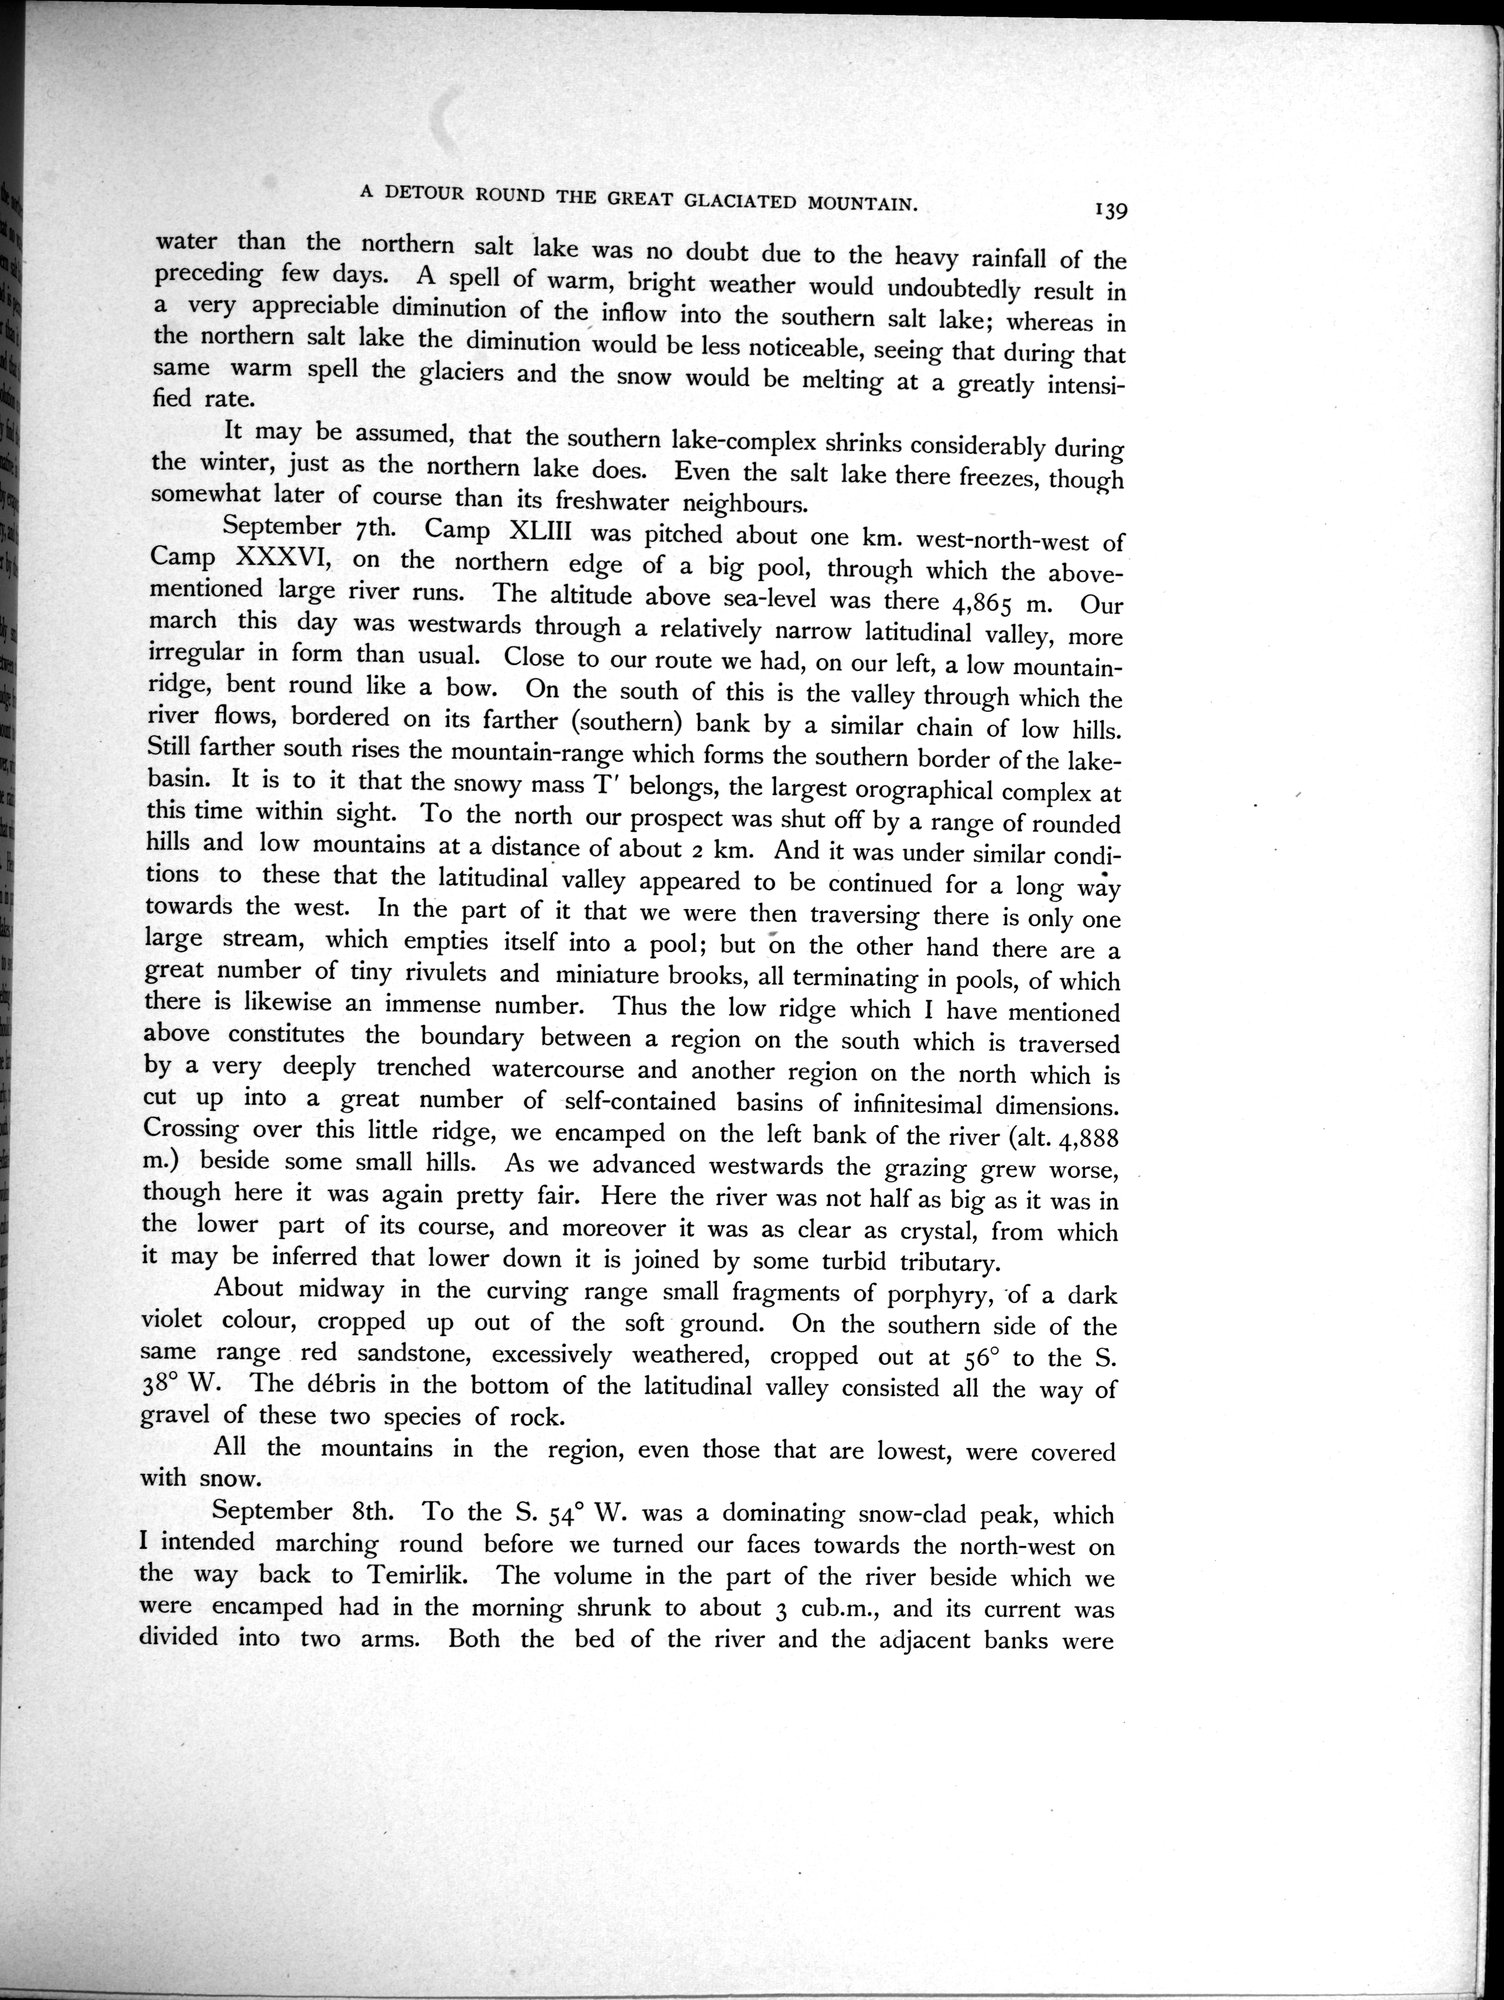 A DETOUR ROUND THE GREAT GLACIATED MOUNTAIN. 139
water than the northern salt lake was no doubt due to the heavy rainfall of the
preceding few days. A spell of warm, bright weather would undoubtedly result in
a very appreciable diminution of the inflow into the southern salt lake; whereas in
the northern salt lake the diminution would be less noticeable, seeing that during that
same warm spell the glaciers and the snow would be melting at a greatly intensi-
fied rate.
It may be assumed, that the southern lake-complex shrinks considerably during
the winter, just as the northern lake does. Even the salt lake there freezes, though
somewhat later of course than its freshwater neighbours.
September 7th. Camp XLIII was pitched about one km. west-north-west of
Camp XXXVI, on the northern edge of a big pool, through which the above-
mentioned large river runs. The altitude above sea-level was there 4,865 m. Our
march this day was westwards through a relatively narrow latitudinal valley, more
irregular in form than usual. Close to our route we had, on our left, a low mountain-
ridge, bent round like a bow. On the south of this is the valley through which the
river flows, bordered on its farther (southern) bank by a similar chain of low hills.
Still farther south rises the mountain-range which forms the southern border of the lake-
basin. It is to it that the snowy mass T′ belongs, the largest orographical complex at
this time within sight. To the north our prospect was shut off by a range of rounded
hills and low mountains at a distance of about 2 km. And it was under similar condi-
tions to these that the latitudinal valley appeared to be continued for a long way
towards the west. In the part of it that we were then traversing there is only one
large stream, which empties itself into a pool; but on the other hand there are a
great number of tiny rivulets and miniature brooks, all terminating in pools, of which
there is likewise an immense number. Thus the low ridge which I have mentioned
above constitutes the boundary between a region on the south which is traversed
by a very deeply trenched watercourse and another region on the north which is
cut up into a great number of self-contained basins of infinitesimal dimensions.
Crossing over this little ridge, we encamped on the left bank of the river (alt. 4,888
m.) beside some small hills. As we advanced westwards the grazing grew worse,
though here it was again pretty fair. Here the river was not half as big as it was in
the lower part of its course, and moreover it was as clear as crystal, from which
it may be inferred that lower down it is joined by some turbid tributary.
About midway in the curving range small fragments of porphyry, of a dark
violet colour, cropped up out of the soft ground. On the southern side of the
same range red sandstone, excessively weathered, cropped out at 56° to the S.
38° W. The débris in the bottom of the latitudinal valley consisted all the way of
gravel of these two species of rock.
All the mountains in the region, even those that are lowest, were covered
with snow.
September 8th. To the S. 54° W. was a dominating snow-clad peak, which
I intended marching round before we turned our faces towards the north-west on
the way back to Temirlik. The volume in the part of the river beside which we
were encamped had in the morning shrunk to about 3 cub.m., and its current was
divided into two arms. Both the bed of the river and the adjacent banks were